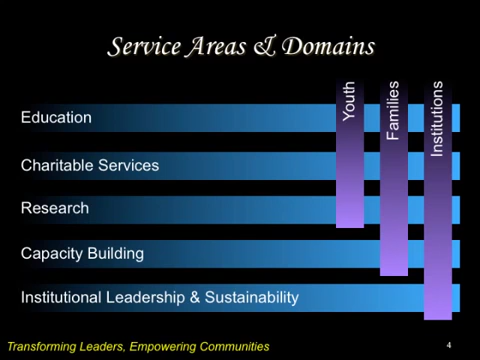 Service Areas & Domains
Youth
Families
Institutions
Education
Charitable Services
Research
Capacity Building
Institutional Leadership & Sustainability
Transforming Leaders, Empowering Communities
4